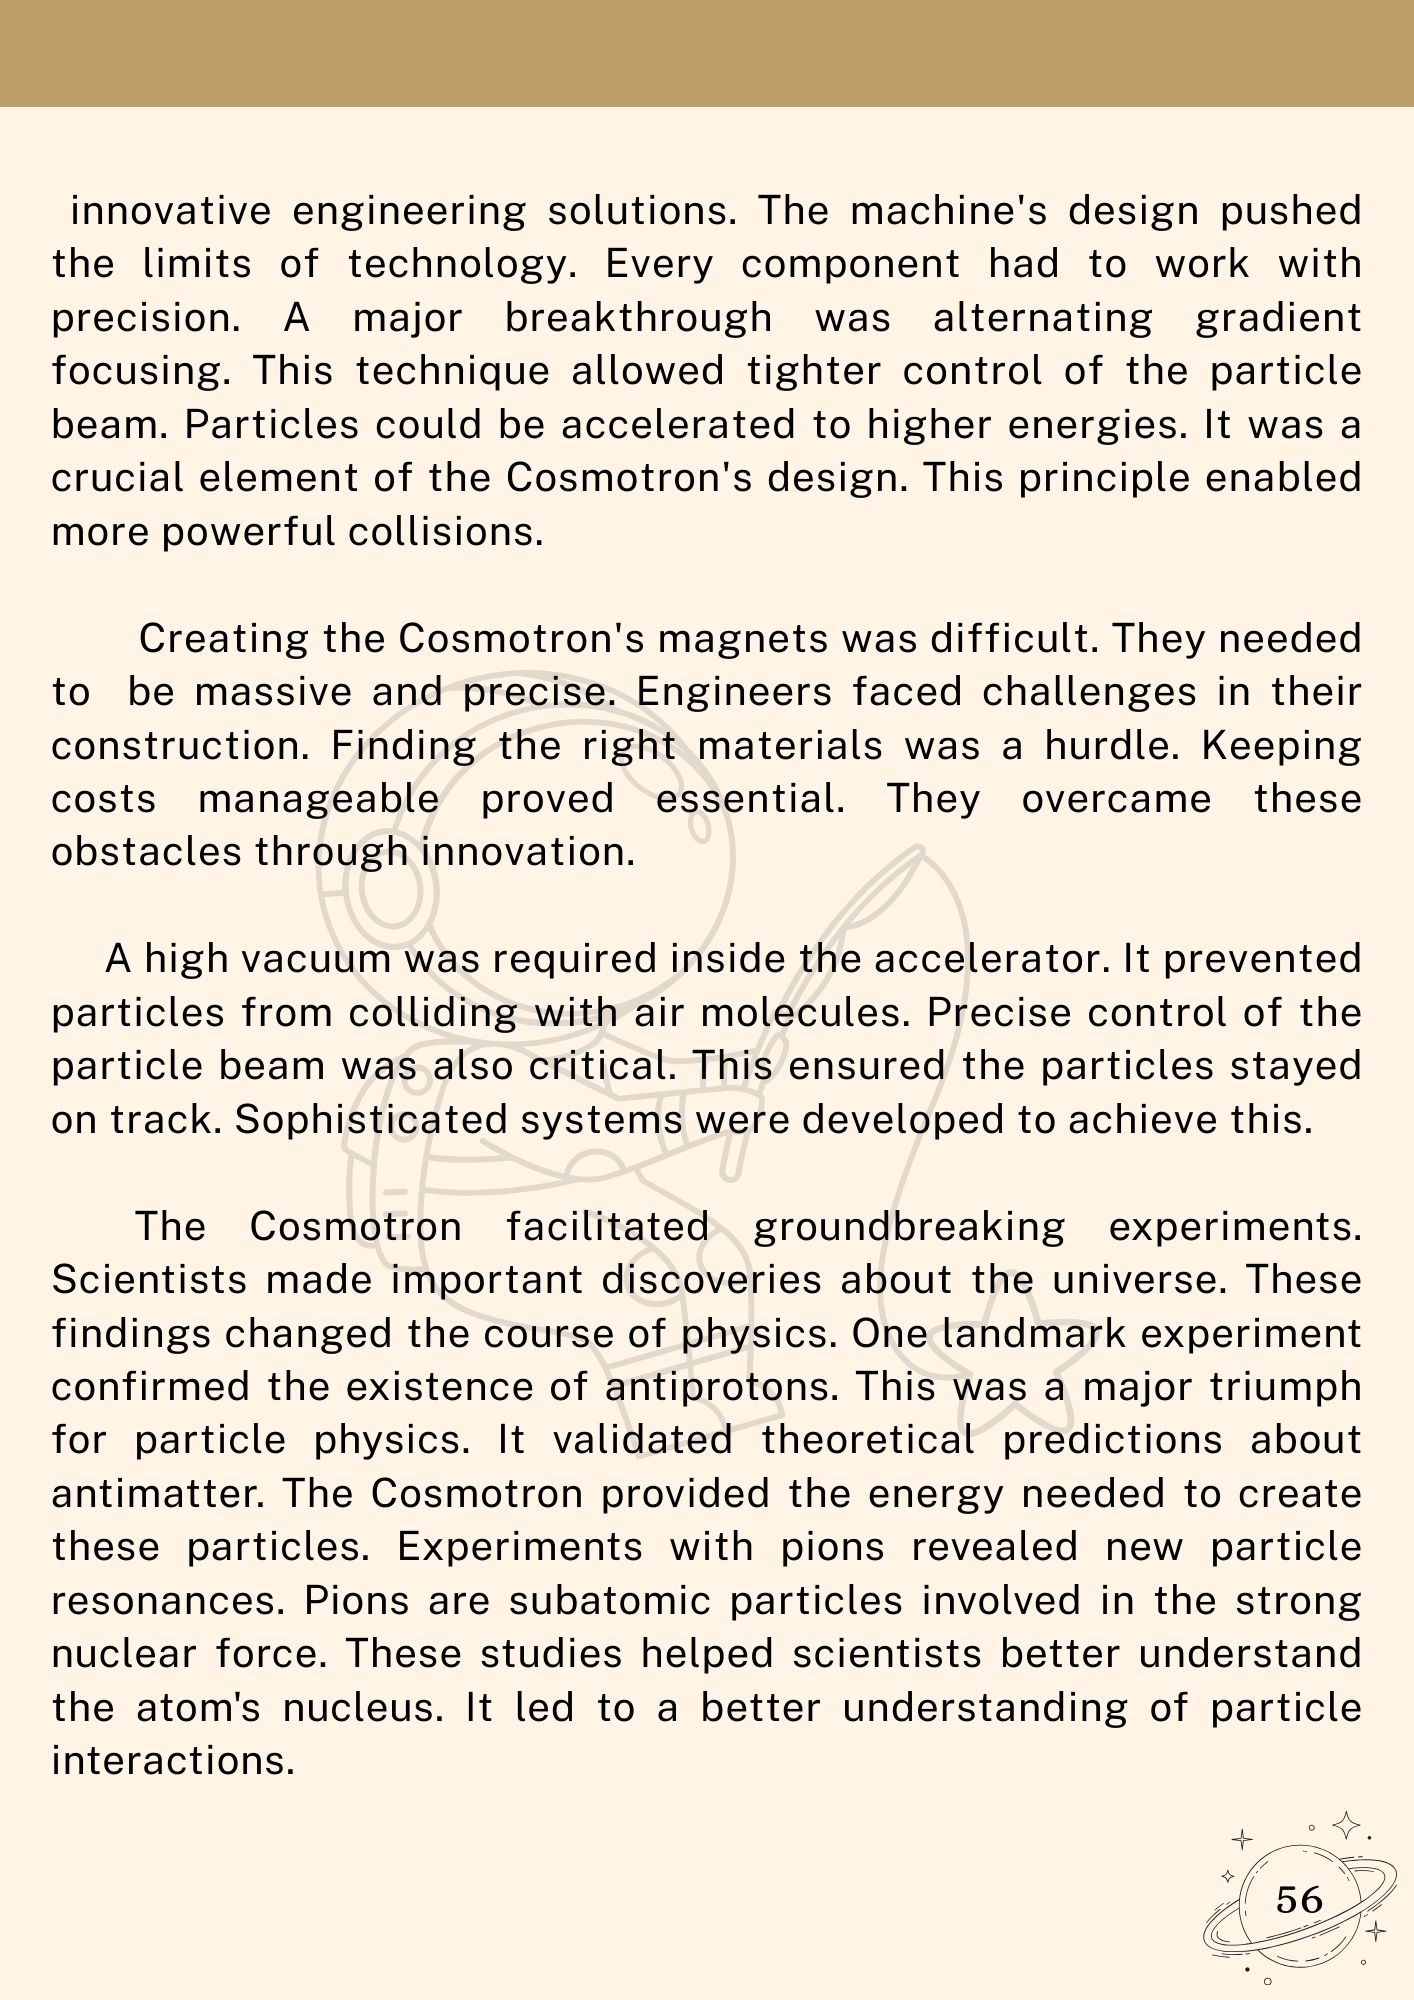 innovative engineering solutions. The machine's design pushed
the limits of technology. Every component had to work with
precision. A major breakthrough was alternating gradient
focusing. This technique allowed tighter control of the particle
beam. Particles could be accelerated to higher energies. It was a
crucial element of the Cosmotron's design. This principle enabled
more powerful collisions.
Creating the Cosmotron's magnets was difficult. They needed
to be massive and precise. Engineers faced challenges in their
construction. Finding the right materials was a hurdle. Keeping
costs manageable proved essential. They overcame these
obstacles through innovation.
A high vacuum was required inside the accelerator. It prevented
particles from colliding with air molecules. Precise control of the
particle beam was also critical. This ensured the particles stayed
on track. Sophisticated systems were developed to achieve this.
The Cosmotron facilitated groundbreaking experiments.
Scientists made important discoveries about the universe. These
findings changed the course of physics. One landmark experiment
confirmed the existence of antiprotons. This was a major triumph
for particle physics. It validated theoretical predictions about
antimatter. The Cosmotron provided the energy needed to create
these particles. Experiments with pions revealed new particle
resonances. Pions are subatomic particles involved in the strong
nuclear force. These studies helped scientists better understand
the atom's nucleus. It led to a better understanding of particle
interactions.
56